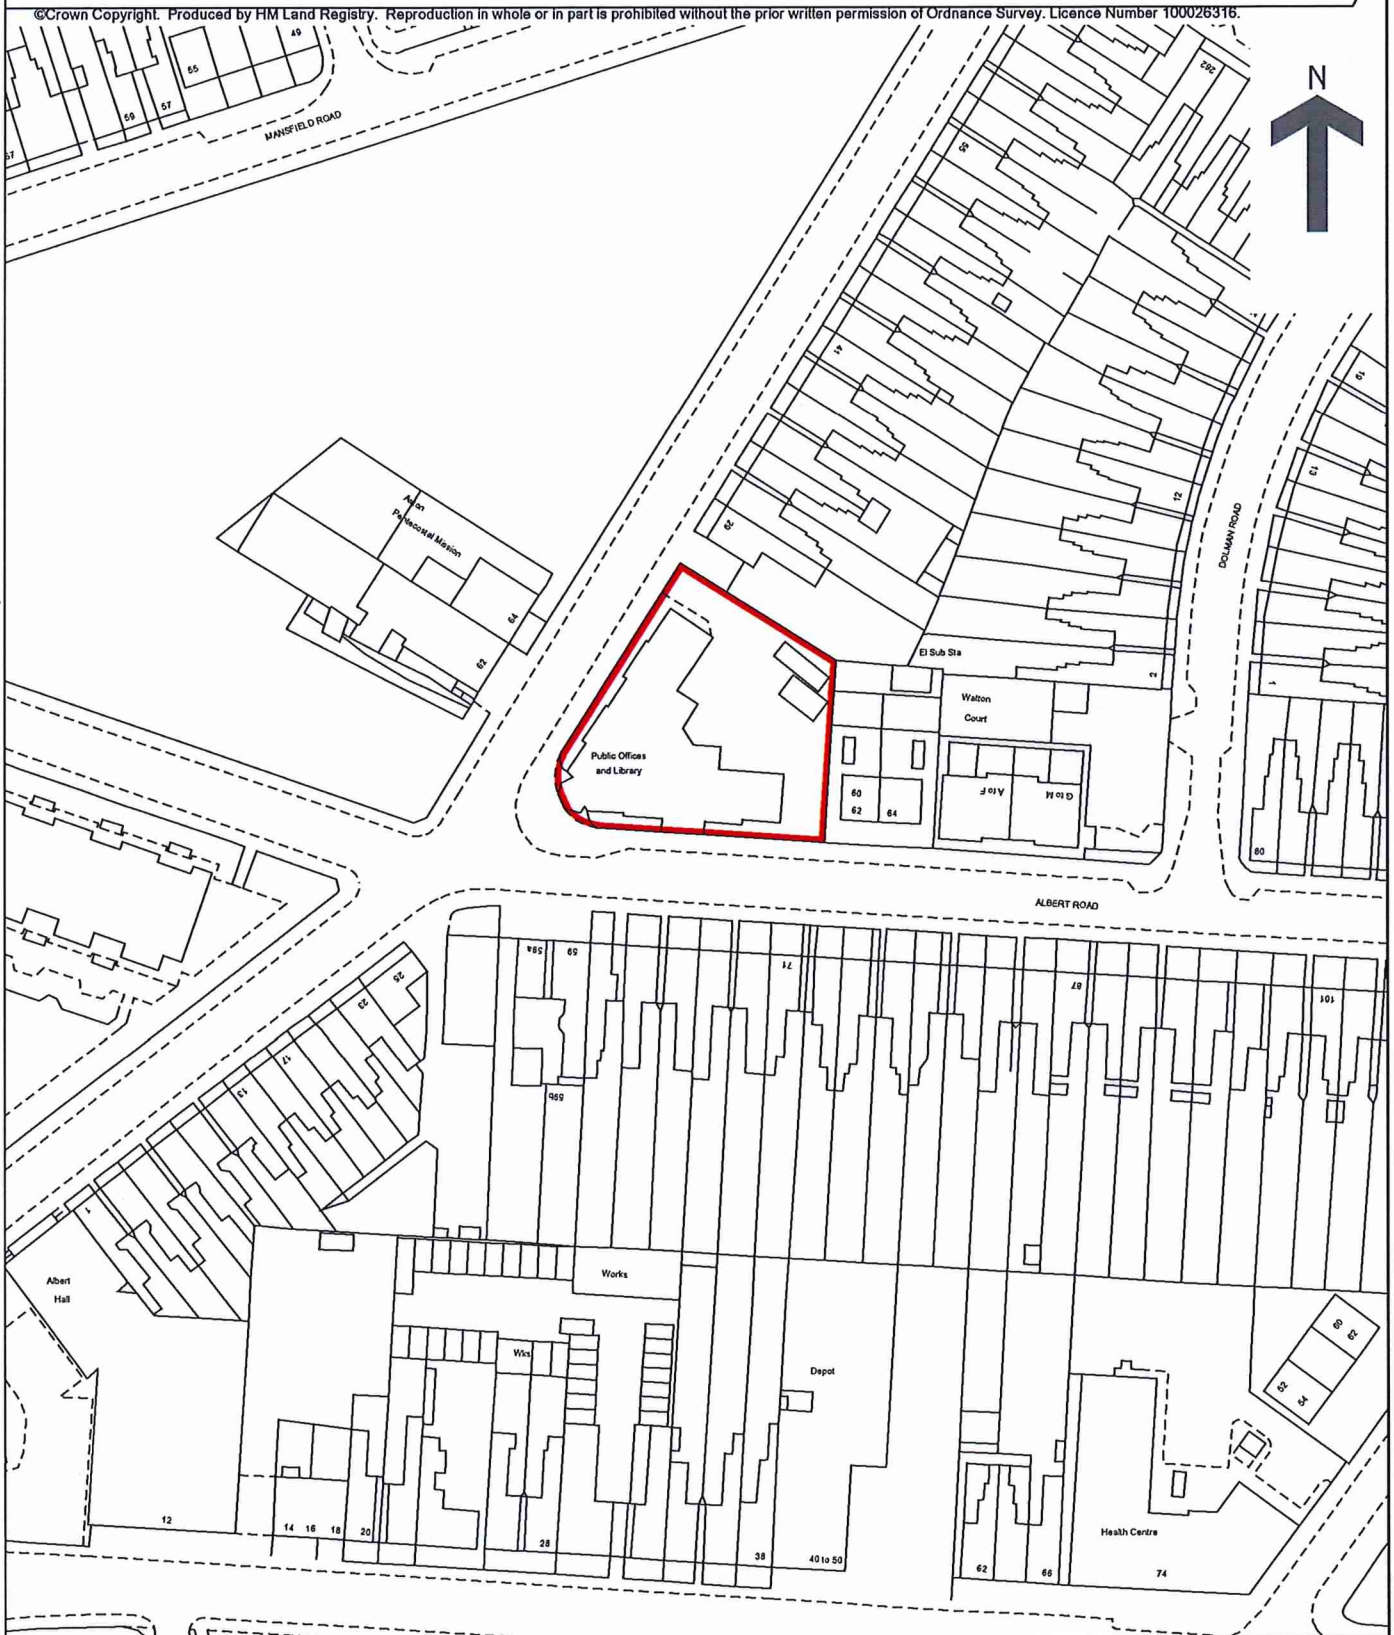 ©Crown Copyright. Produced by HM Land Registry. Reproduction in whole or in part is prohibited without the prior written permission of Ordnance Survey. Licence Number 100026316.
49
55
57
59
67
MANSFIELD ROAD
262
N
55
41
29
19
13
12
DOLMAN ROAD
Aston
Pentecostal Mission
64
62
El Sub Sta
2
1
Walton
Court
Public Offices
and Library
60
62
64
A to F
G to M
80
ALBERT ROAD
59a
59
71
87
101
25
23
17
13
59b
1
Albert
Hall
Works
Wks
Depot
60
62
52
54
12
14
16
18
20
28
38
40 to 50
62
66
Health Centre
74